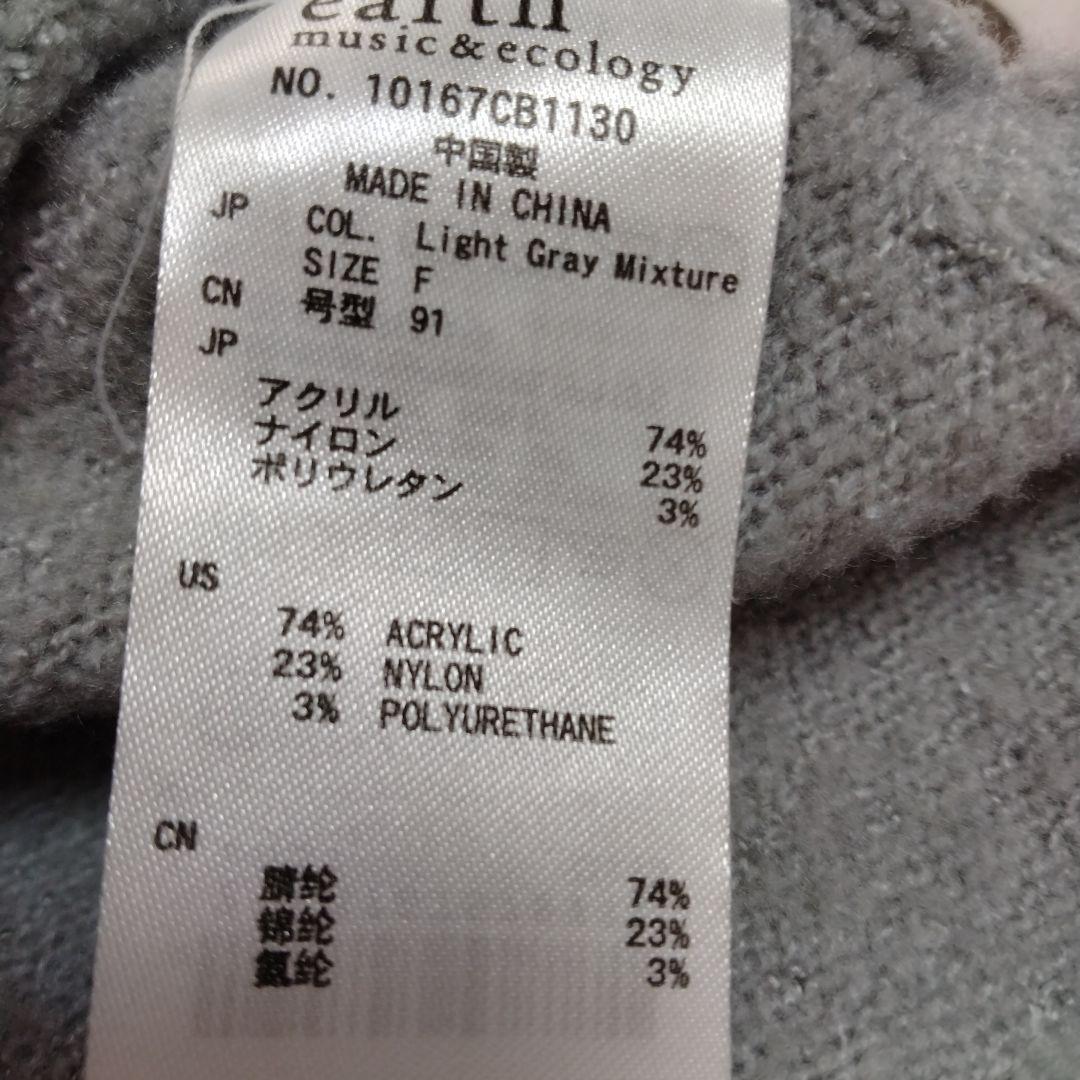 earth
music & ecology
NO. 10167CB1130
中国製
MADE IN CHINA
JP COL. Light Gray Mixture
SIZE F
CN 号型 91
JP
アクリル 74%
ナイロン 23%
ポリウレタン 3%
US
74% ACRYLIC
23% NYLON
3% POLYURETHANE
CN
腈纶 74%
锦纶 23%
氨纶 3%